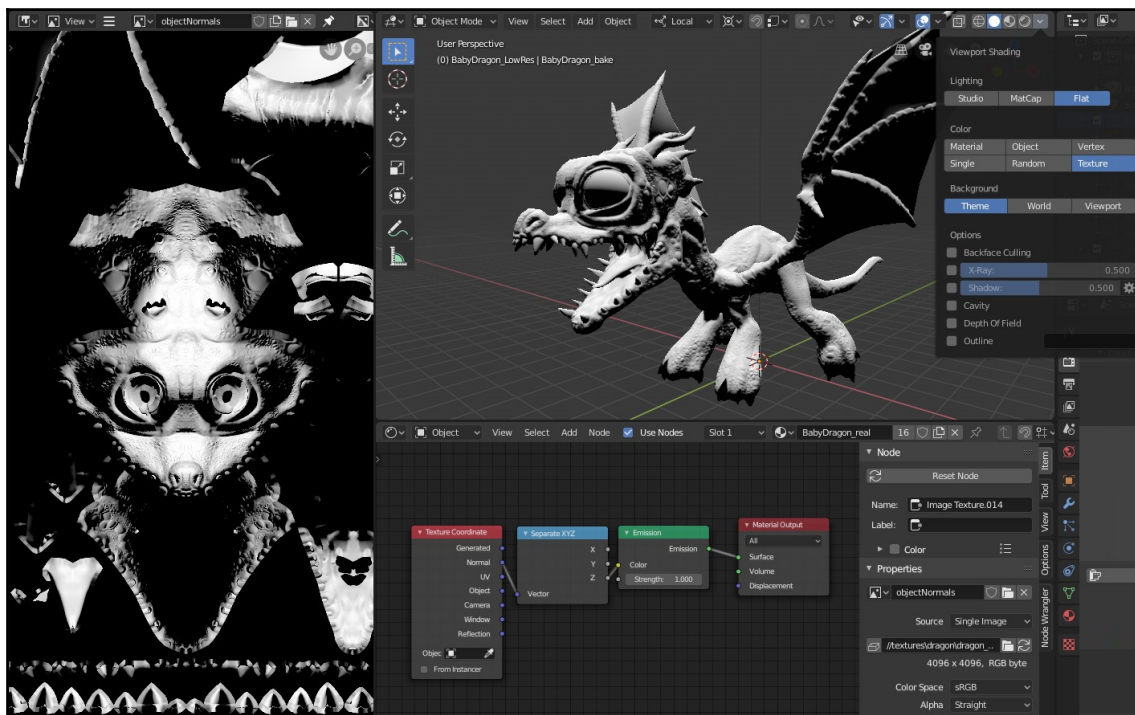 View
objectNormals
Object Mode
View
Select
Add
Object
Local
User Perspective
(0) BabyDragon_LowRes | BabyDragon_bake
Viewport Shading
Lighting
Studio
MatCap
Flat
Color
Material
Object
Vertex
Single
Random
Texture
Background
Theme
World
Viewport
Options
Backface Culling
X-Ray: 0.500
Shadow: 0.500
Cavity
Depth Of Field
Outline
Object
View
Select
Add
Node
Use Nodes
Slot 1
BabyDragon_real
16
Texture Coordinate
Generated
Normal
UV
Object
Camera
Window
Reflection
Objec
From Instancer
Separate XYZ
X
Y
Z
Vector
Emission
Emission
Color
Strength: 1.000
Material Output
All
Surface
Volume
Displacement
Node
Reset Node
Name: Image Texture.014
Label:
Color
Properties
objectNormals
Source Single Image
//textures\dragon\dragon_...
4096 x 4096, RGB byte
Color Space sRGB
Alpha Straight
Item
Tool
View
Options
Node Wrangler